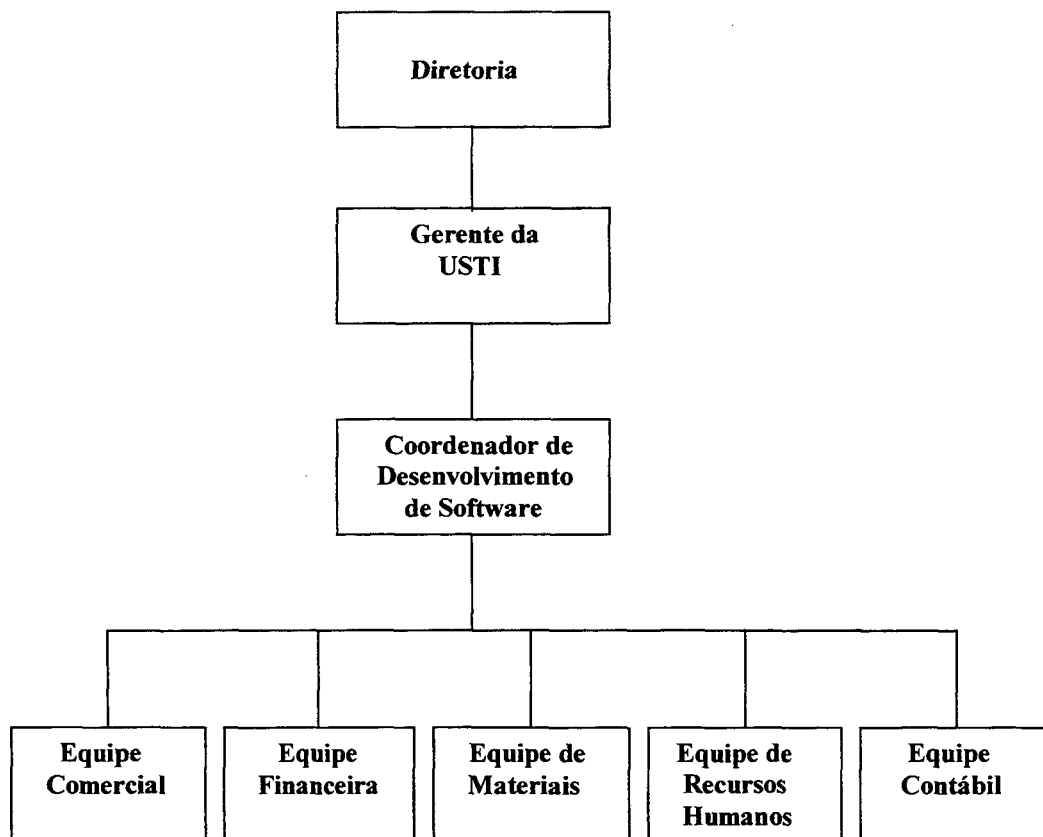 Diretoria
Gerente da
USTI
Coordenador de
Desenvolvimento
de Software
Equipe
Comercial
Equipe
Financeira
Equipe de
Materiais
Equipe de
Recursos
Humanos
Equipe
Contábil